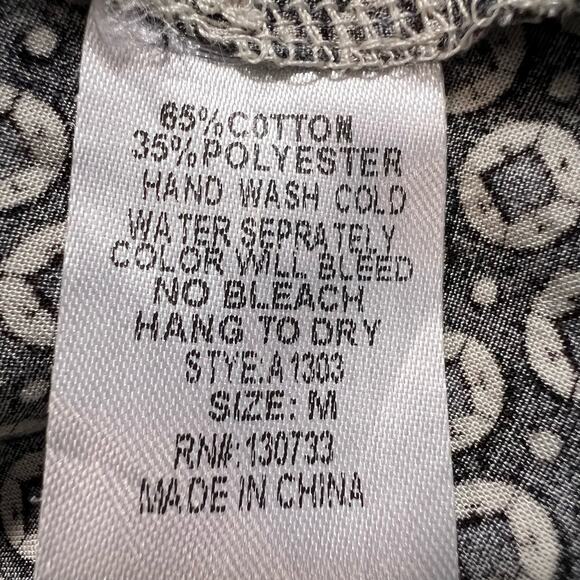 65% COTTON
35% POLYESTER
HAND WASH COLD
WATER SEPRATELY
COLOR WILL BLEED
NO BLEACH
HANG TO DRY
STYE:A1303
SIZE: M
RN#:130733
MADE IN CHINA